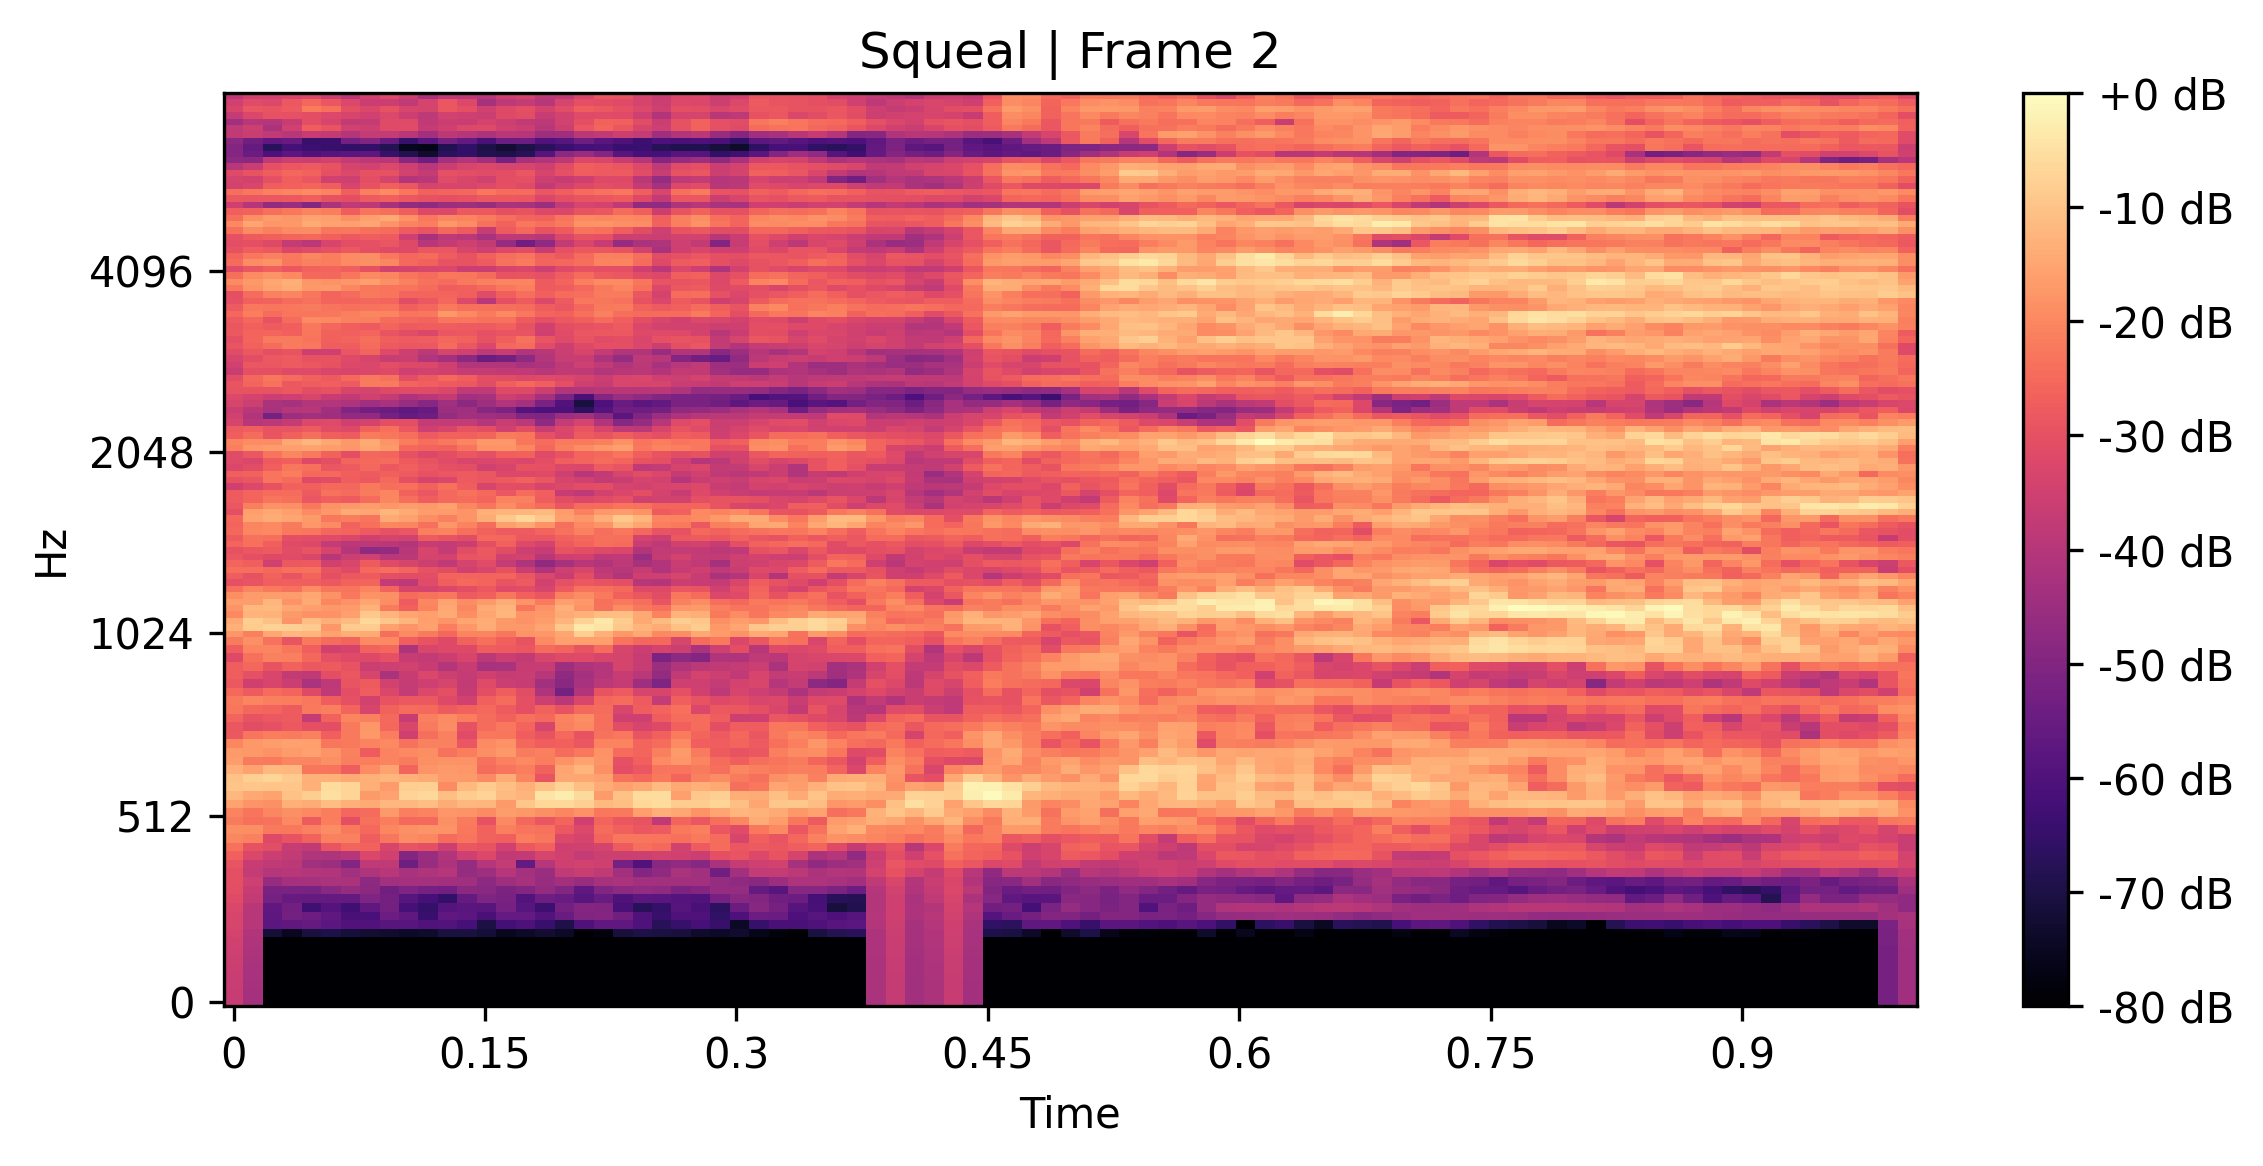 Squeal | Frame 2
+0 dB
-10 dB
-20 dB
-30 dB
-40 dB
-50 dB
-60 dB
-70 dB
-80 dB
4096
2048
1024
512
0
Hz
0 0.15 0.3 0.45 0.6 0.75 0.9
Time